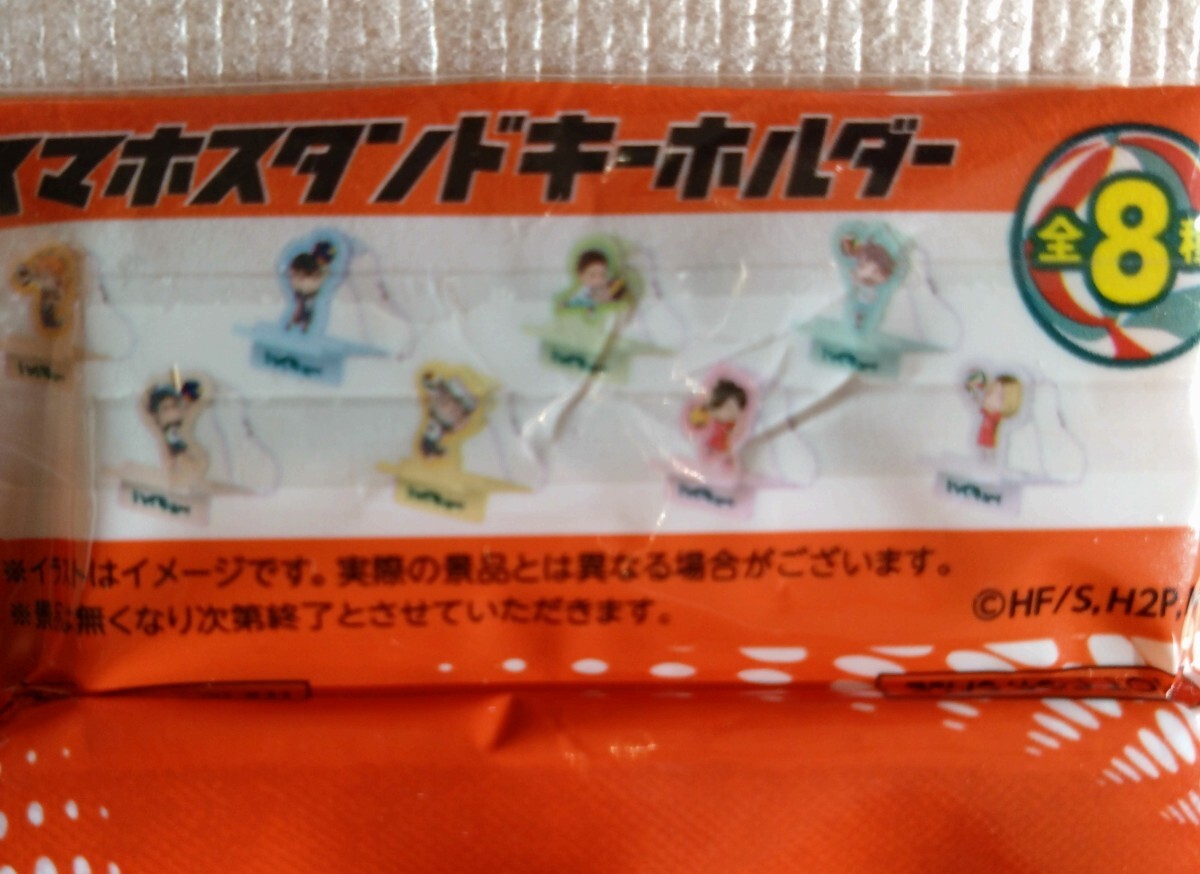 スマホスタンドキーホルダー
全8種
※イラストはイメージです。実際の景品とは異なる場合がございます。
※景品は無くなり次第終了とさせていただきます。
©HF/S,H2P,